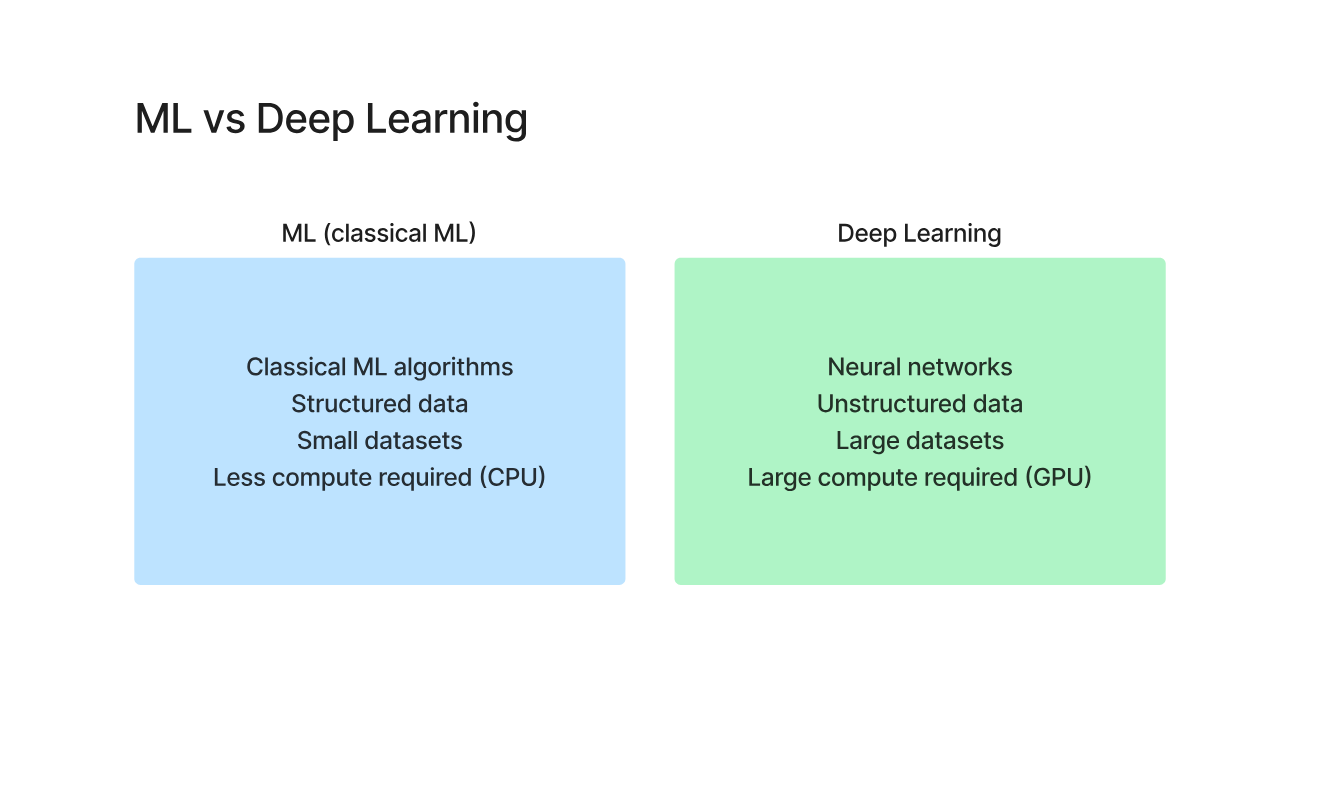 ML vs Deep Learning
ML (classical ML)
Classical ML algorithms
Structured data
Small datasets
Less compute required (CPU)
Deep Learning
Neural networks
Unstructured data
Large datasets
Large compute required (GPU)